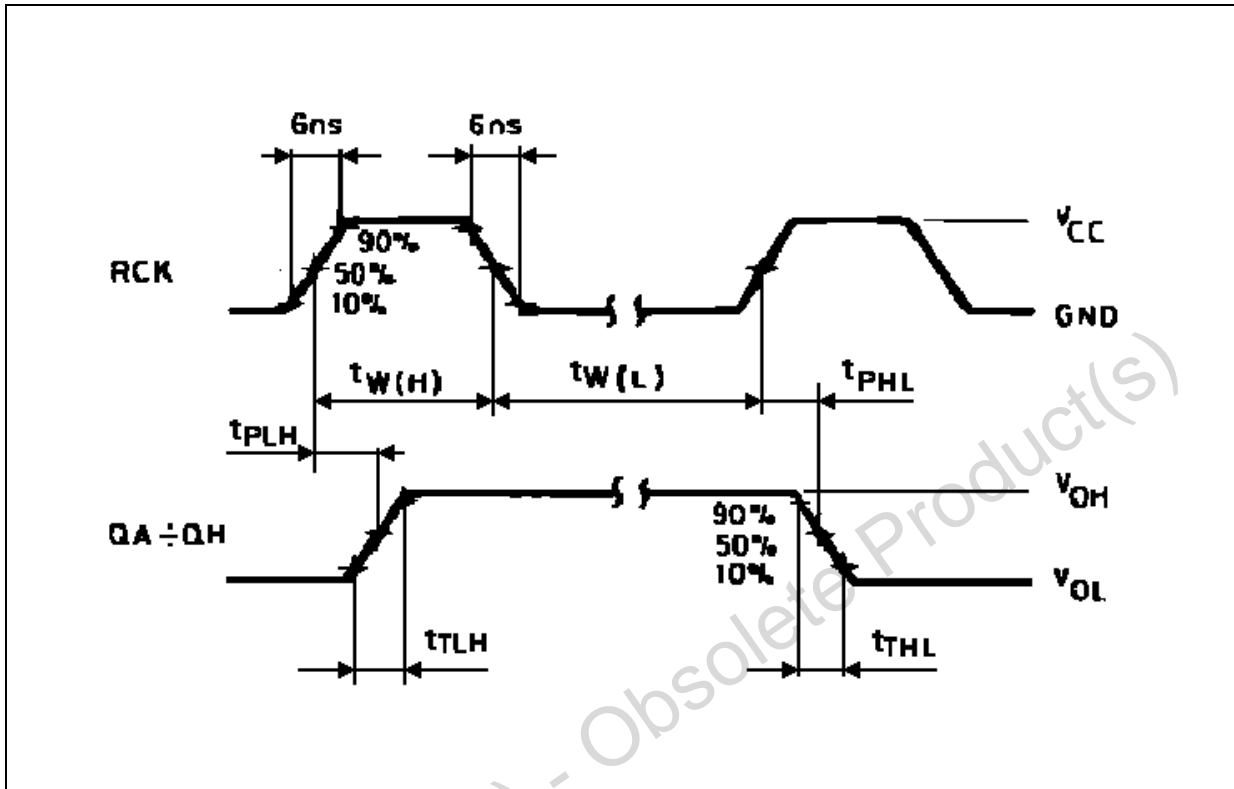 6ns 6ns
90%
50%
10%
RCK
VCC
GND
tW(H) tW(L) tPHL
tPLH
VOH
90%
50%
10%
QA÷QH
VOL
tTLH tTHL
) - Obsolete Product(s)